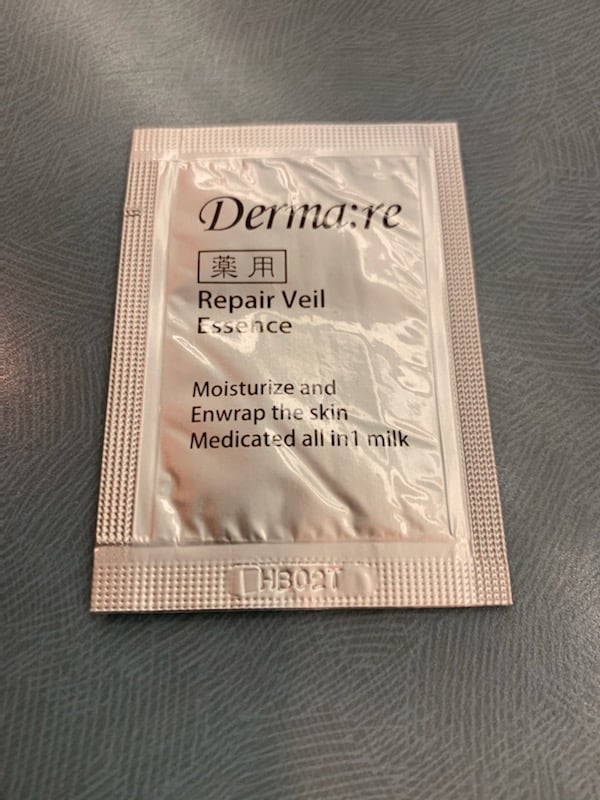 Derma:re
薬用
Repair Veil
Essence
Moisturize and
Enwrap the skin
Medicated all in1 milk
HB02T